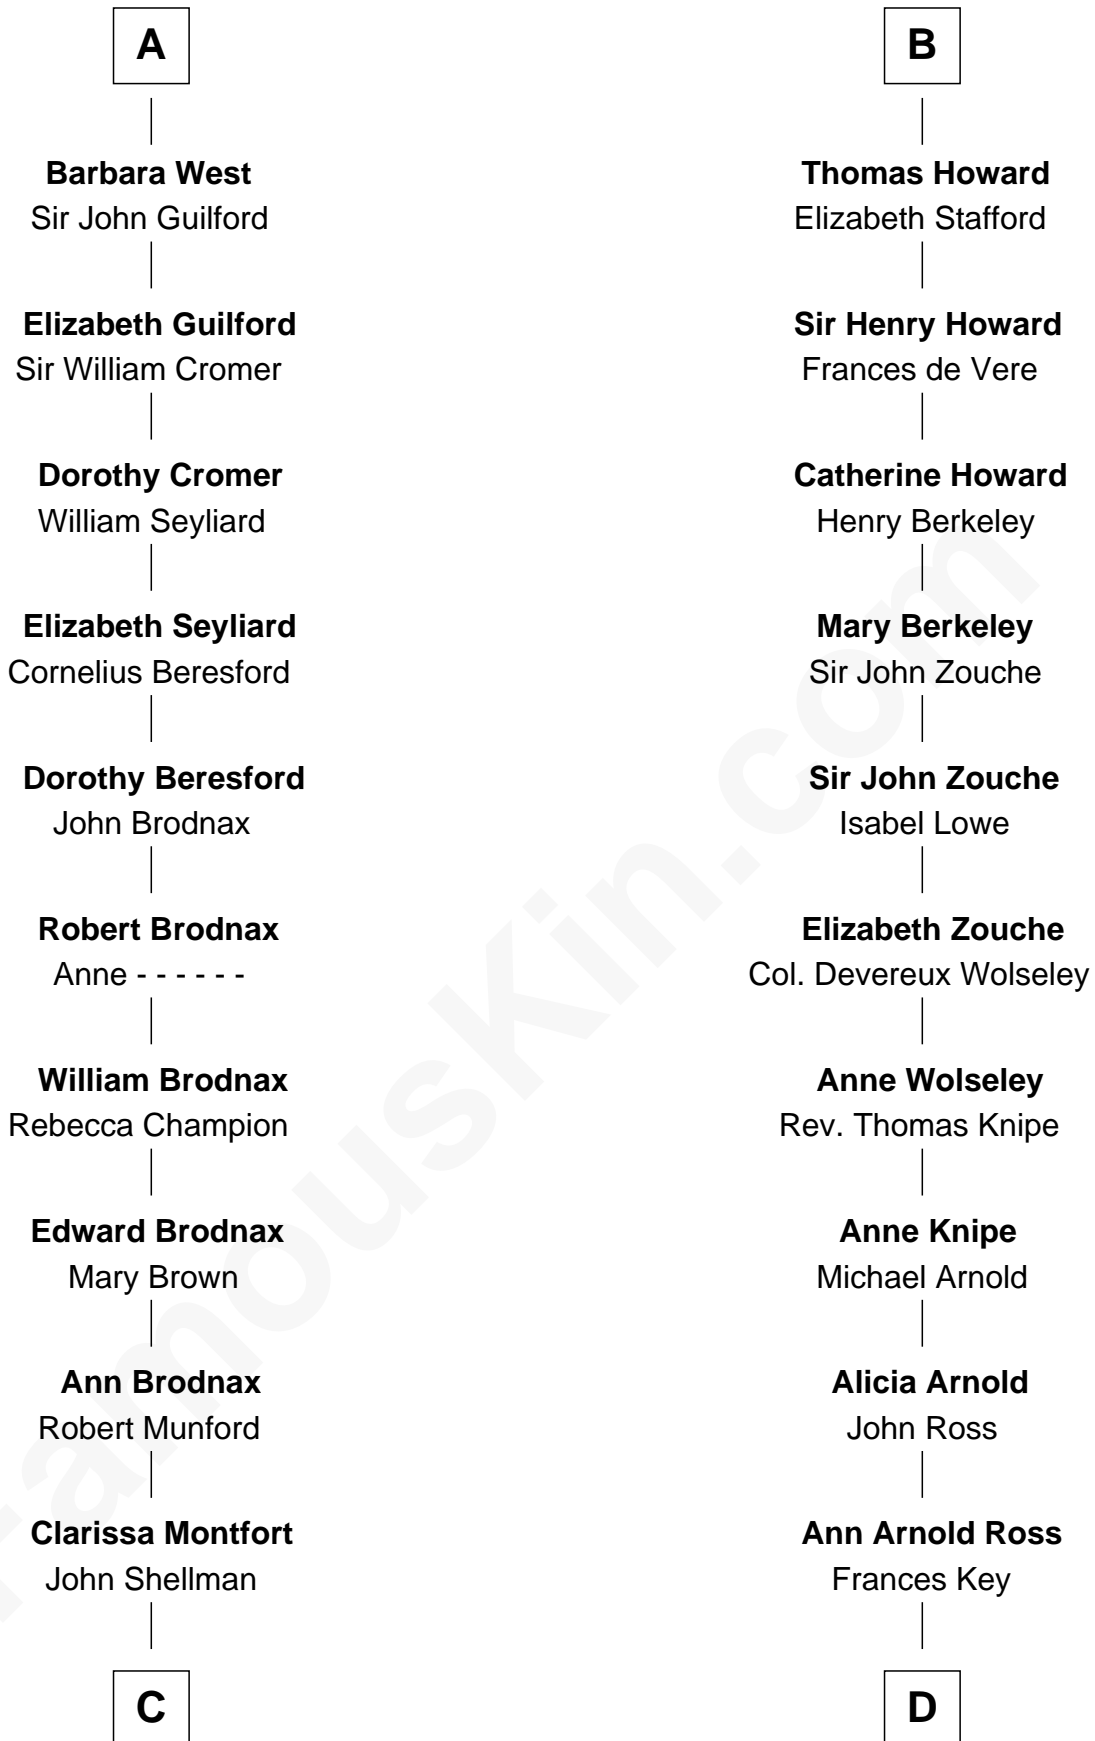 A
Barbara West
Sir John Guilford
Elizabeth Guilford
Sir William Cromer
Dorothy Cromer
William Seyliard
Elizabeth Seyliard
Cornelius Beresford
Dorothy Beresford
John Brodnax
Robert Brodnax
Anne - - - - - -
William Brodnax
Rebecca Champion
Edward Brodnax
Mary Brown
Ann Brodnax
Robert Munford
Clarissa Montfort
John Shellman
C
B
Thomas Howard
Elizabeth Stafford
Sir Henry Howard
Frances de Vere
Catherine Howard
Henry Berkeley
Mary Berkeley
Sir John Zouche
Sir John Zouche
Isabel Lowe
Elizabeth Zouche
Col. Devereux Wolseley
Anne Wolseley
Rev. Thomas Knipe
Anne Knipe
Michael Arnold
Alicia Arnold
John Ross
Ann Arnold Ross
Frances Key
D
FamousKin.com